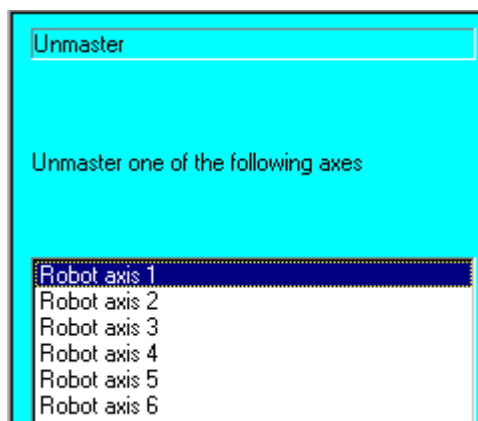 Unmaster
Unmaster one of the following axes
Robot axis 1
Robot axis 2
Robot axis 3
Robot axis 4
Robot axis 5
Robot axis 6